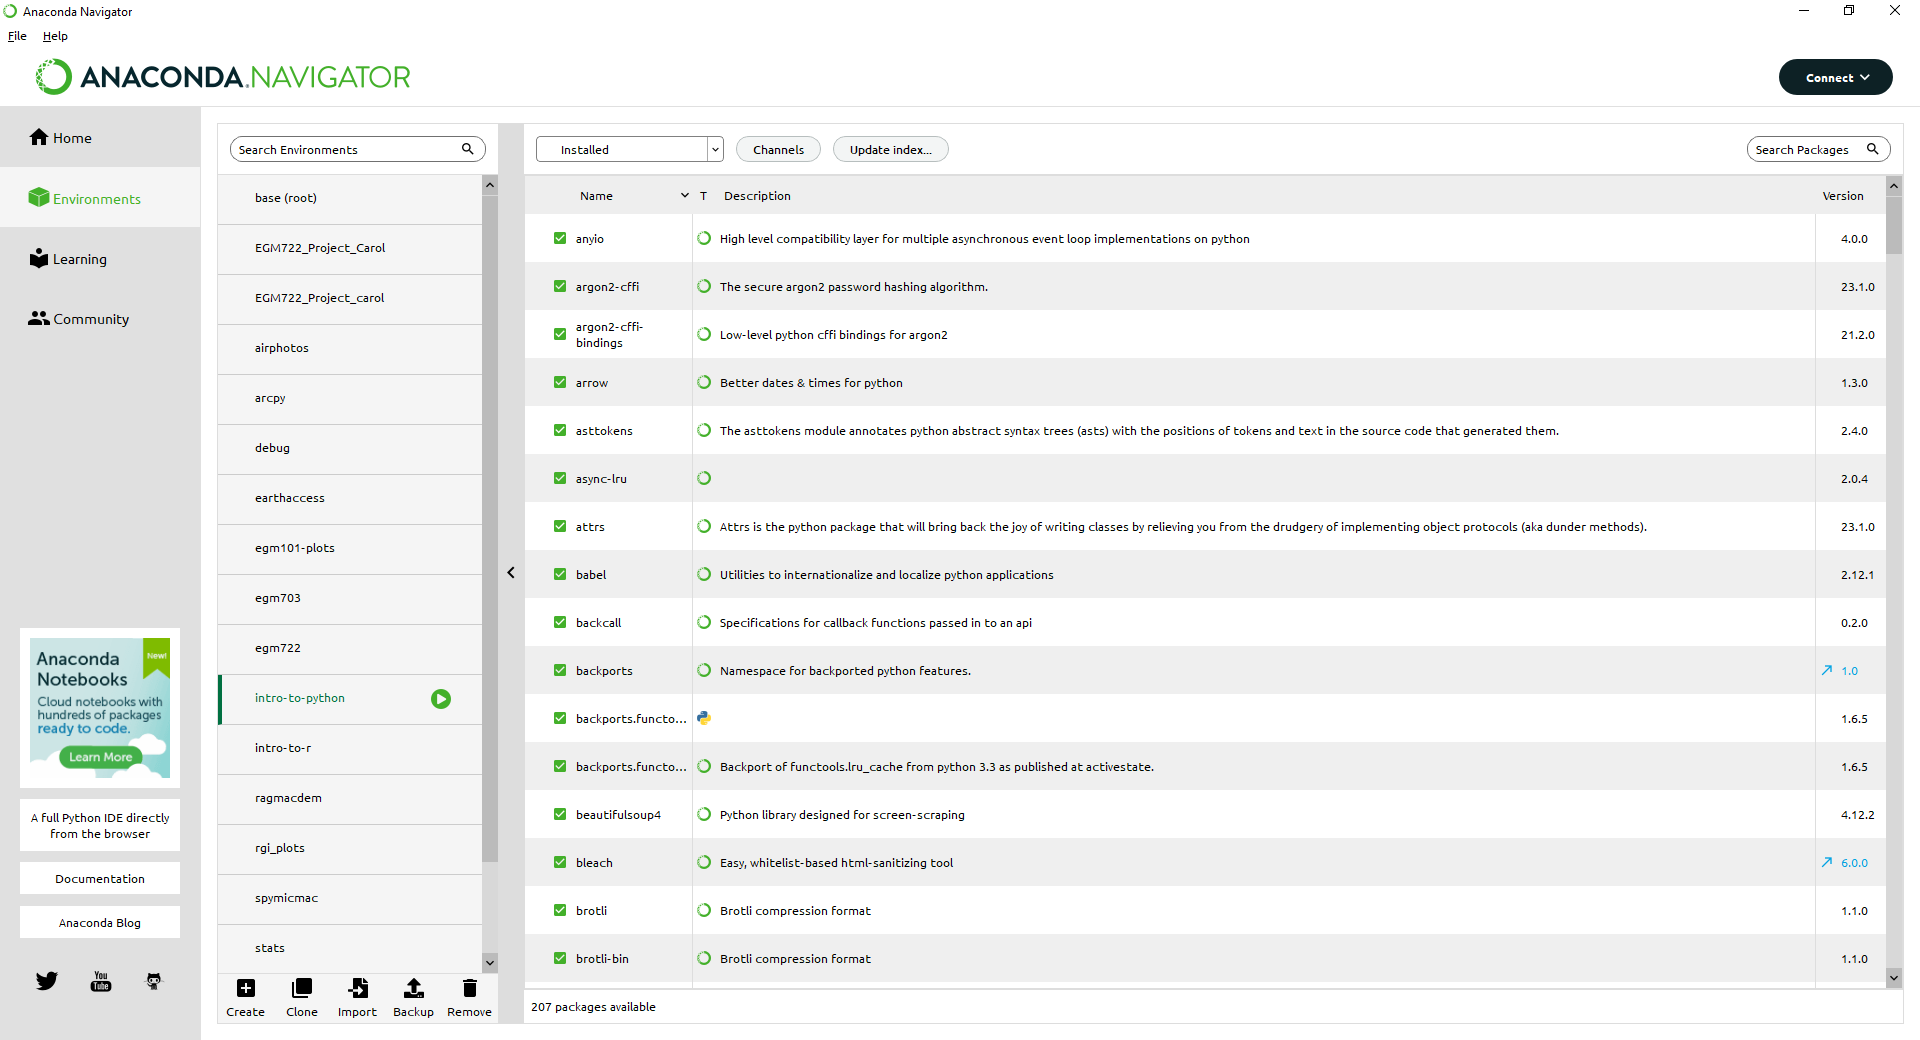 Anaconda Navigator
File Help
ANACONDA.NAVIGATOR
Connect
Home
Environments
Learning
Community
Anaconda
Notebooks
New!
Cloud notebooks with
hundreds of packages
ready to code.
Learn More
A full Python IDE directly
from the browser
Documentation
Anaconda Blog
You
Tube
Search Environments
base (root)
EGM722_Project_Carol
EGM722_Project_carol
airphotos
arcpy
debug
earthaccess
egm101-plots
egm703
egm722
intro-to-python
intro-to-r
ragmacdem
rgi_plots
spymicmac
stats
Create Clone Import Backup Remove
Installed Channels Update index... Search Packages
Name T Description Version
anyio High level compatibility layer for multiple asynchronous event loop implementations on python 4.0.0
argon2-cffi The secure argon2 password hashing algorithm. 23.1.0
argon2-cffi-
bindings Low-level python cffi bindings for argon2 21.2.0
arrow Better dates & times for python 1.3.0
asttokens The asttokens module annotates python abstract syntax trees (asts) with the positions of tokens and text in the source code that generated them. 2.4.0
async-lru 2.0.4
attrs Attrs is the python package that will bring back the joy of writing classes by relieving you from the drudgery of implementing object protocols (aka dunder methods). 23.1.0
babel Utilities to internationalize and localize python applications 2.12.1
backcall Specifications for callback functions passed in to an api 0.2.0
backports Namespace for backported python features. 1.0
backports.functo... 1.6.5
backports.functo... Backport of functools.lru_cache from python 3.3 as published at activestate. 1.6.5
beautifulsoup4 Python library designed for screen-scraping 4.12.2
bleach Easy, whitelist-based html-sanitizing tool 6.0.0
brotli Brotli compression format 1.1.0
brotli-bin Brotli compression format 1.1.0
207 packages available